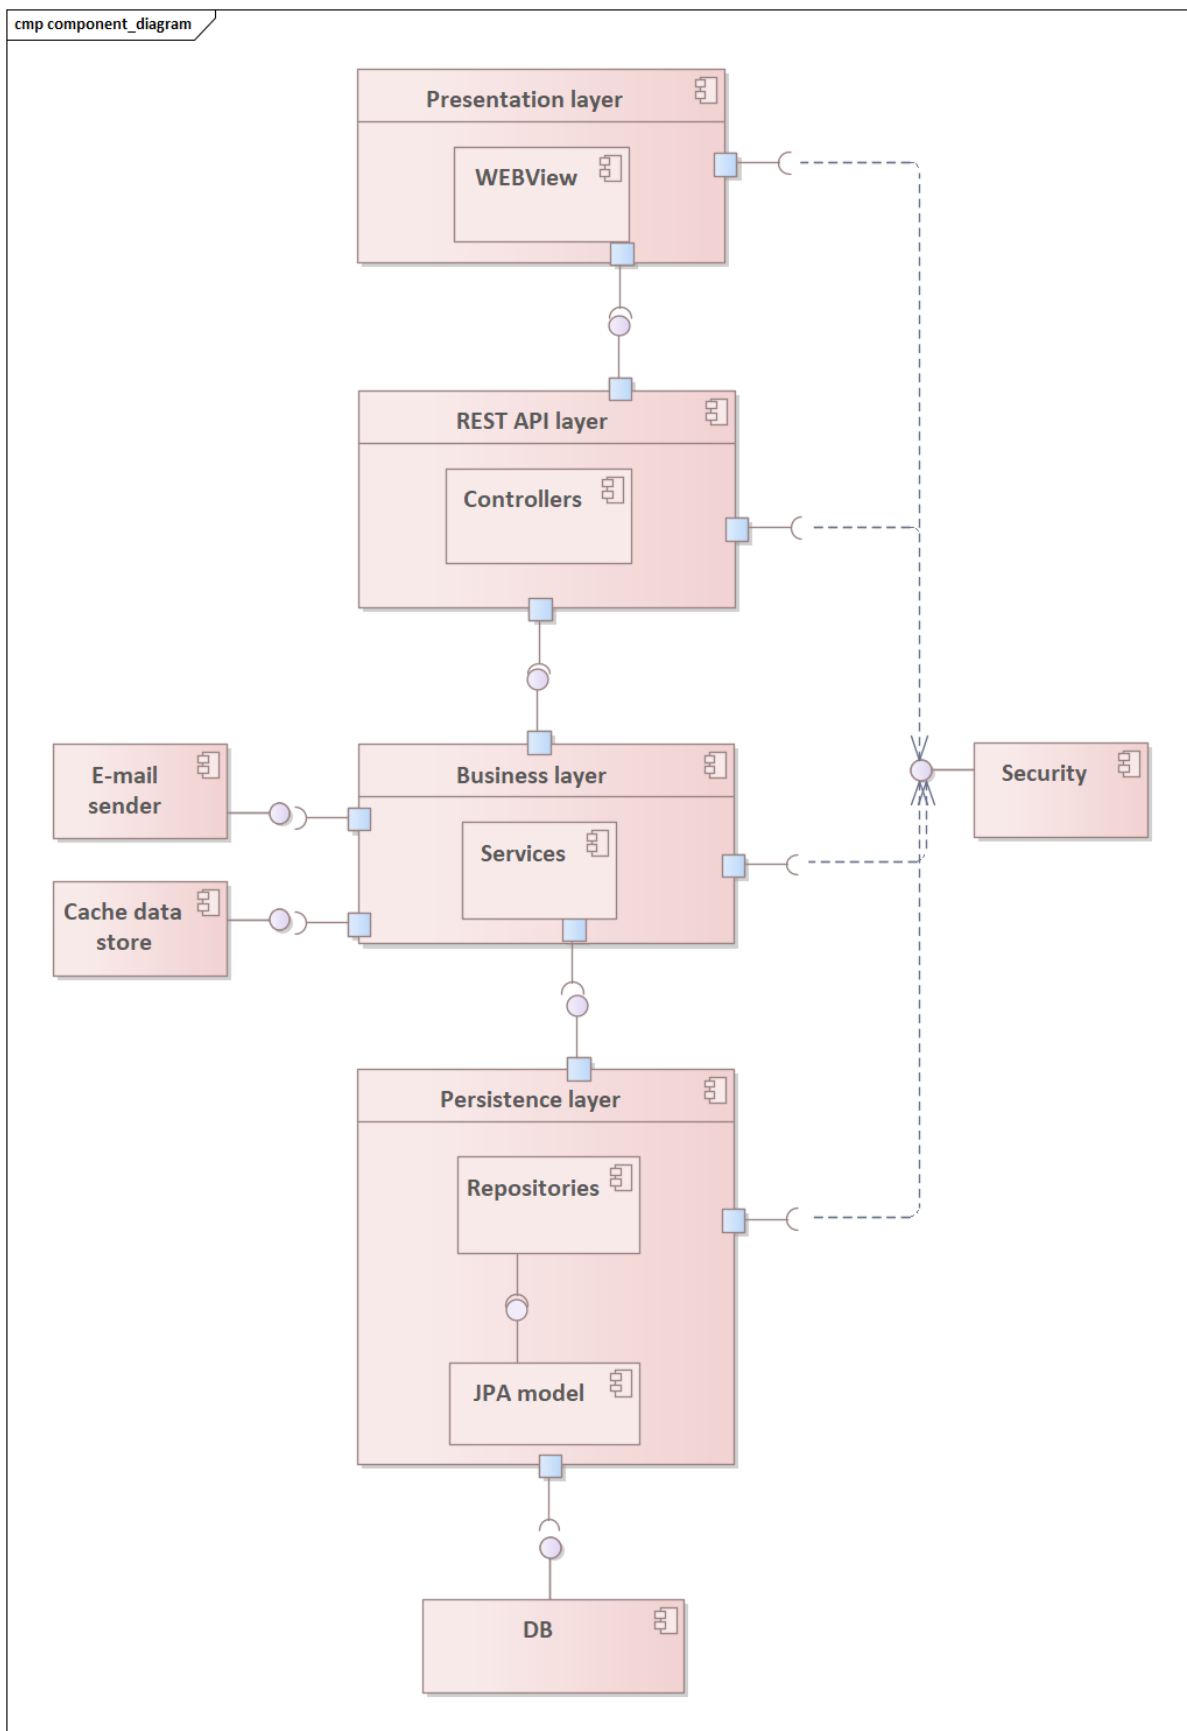 cmp component_diagram
Presentation layer
WEBView
REST API layer
Controllers
E-mail
sender
Business layer
Security
Services
Cache data
store
Persistence layer
Repositories
JPA model
DB